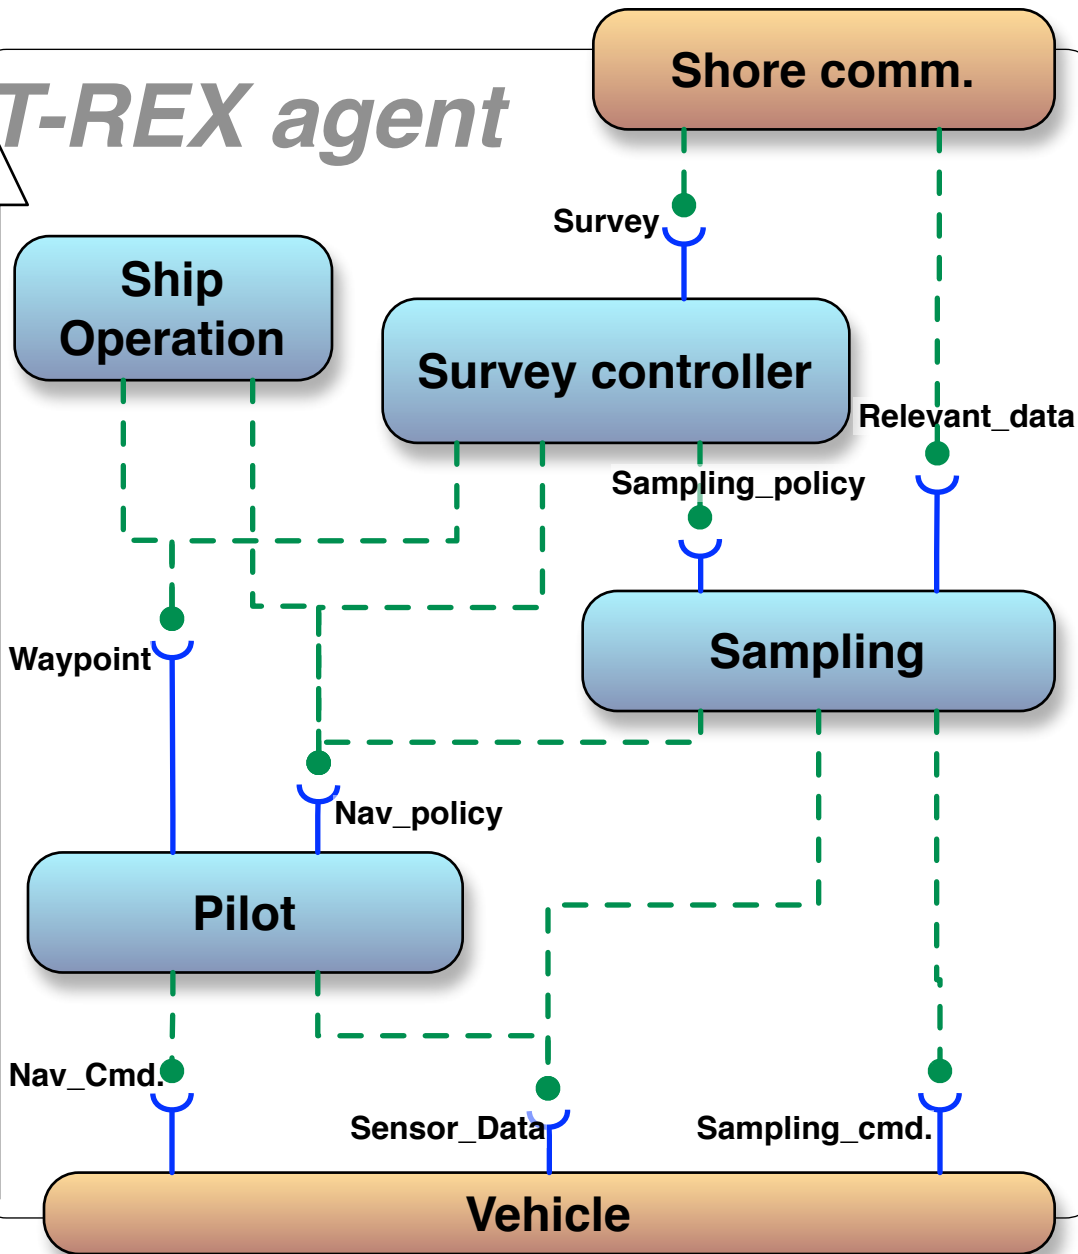 Shore comm.
T-REX agent
Survey
Ship
Operation
Survey controller
Relevant_data
Sampling_policy
Waypoint
Sampling
Nav_policy
Pilot
Nav_Cmd.
Sensor_Data
Sampling_cmd.
Vehicle